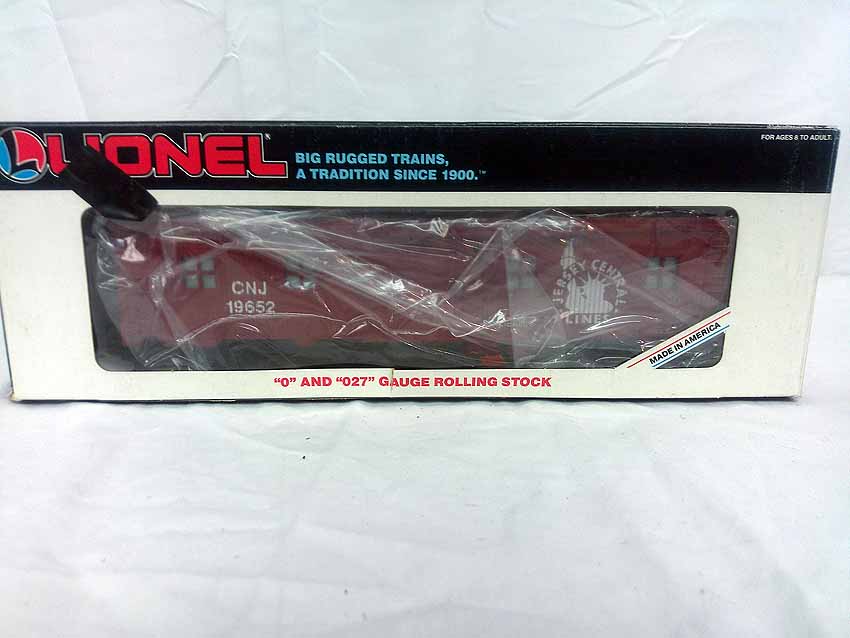 LIONEL
BIG RUGGED TRAINS,
A TRADITION SINCE 1900.™
FOR AGES 8 TO ADULT.
CNJ
19652
JERSEY CENTRAL
LINES
MADE IN AMERICA
"O" AND "027" GAUGE ROLLING STOCK